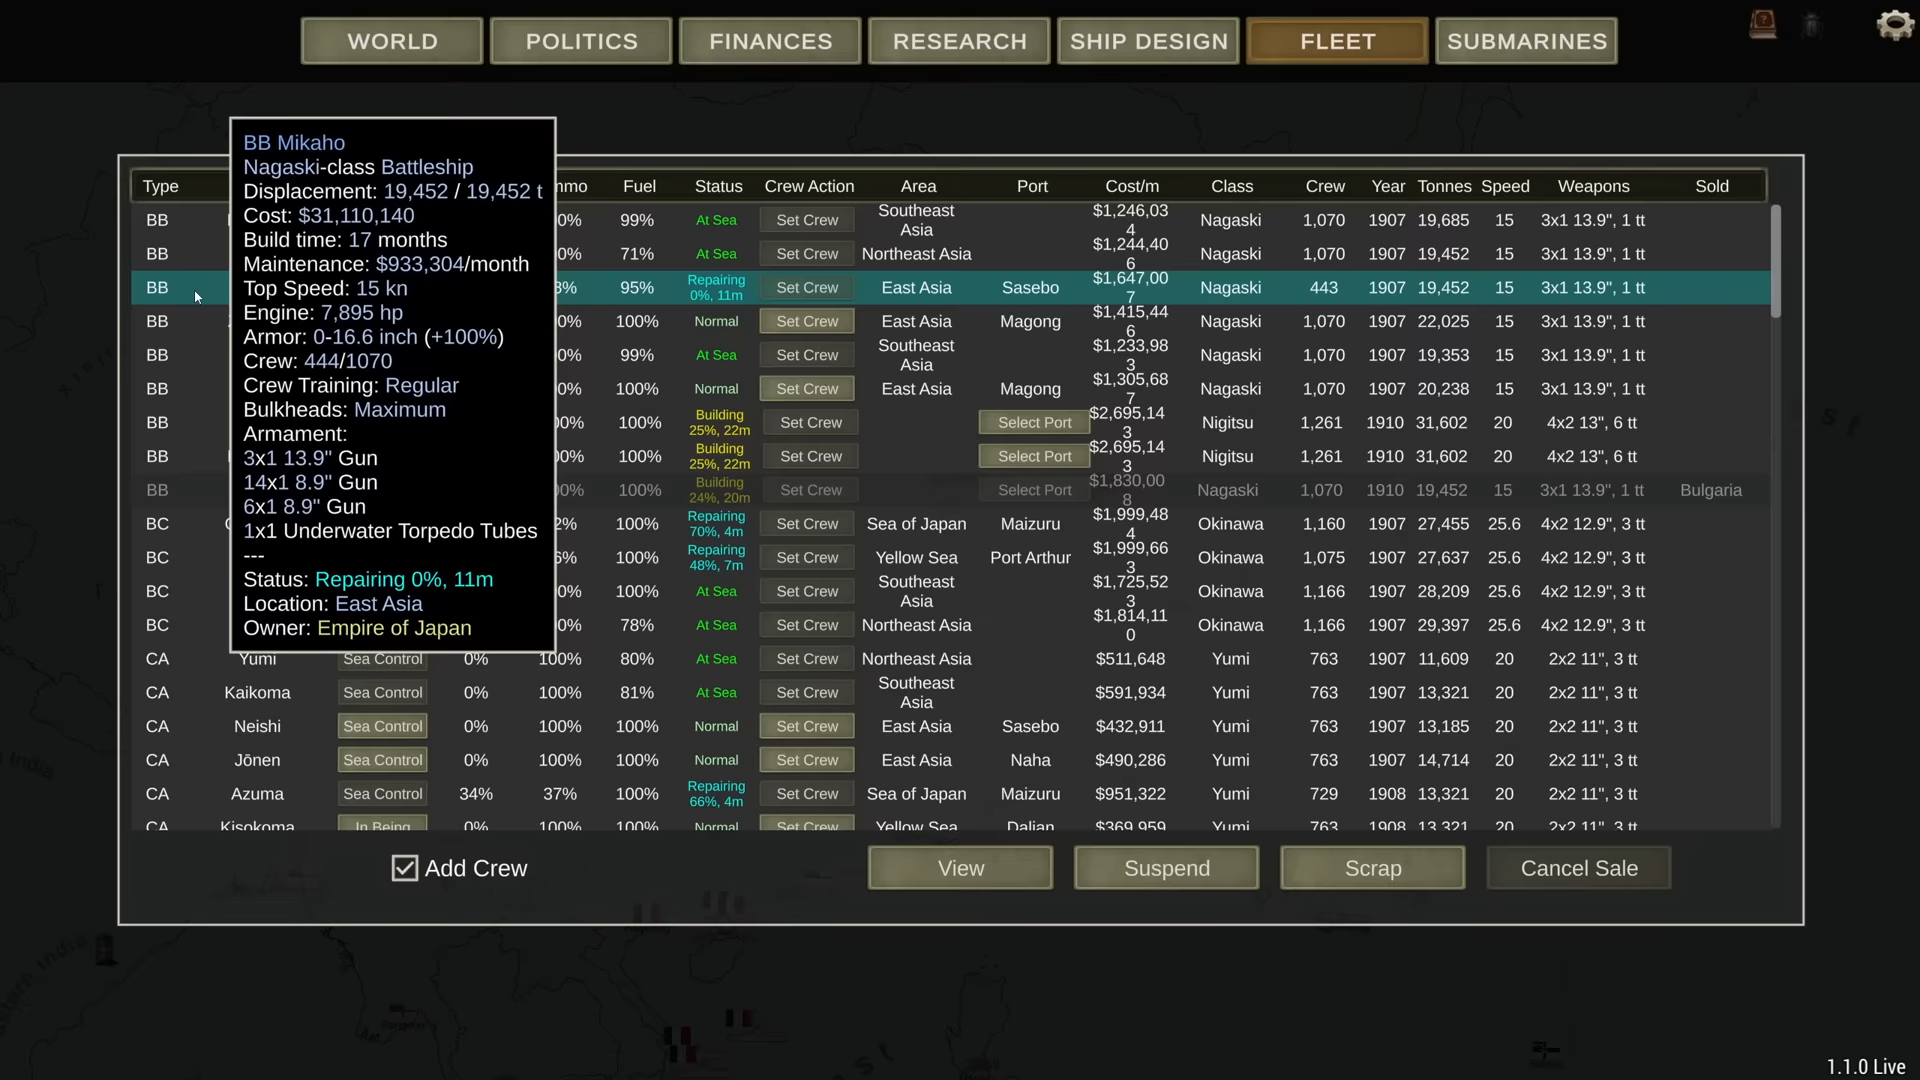 WORLD
POLITICS
FINANCES
RESEARCH
SHIP DESIGN
FLEET
SUBMARINES
BB Mikaho
Nagaski-class Battleship
Displacement: 19,452 / 19,452 t
Cost: $31,110,140
Build time: 17 months
Maintenance: $933,304/month
Top Speed: 15 kn
Engine: 7,895 hp
Armor: 0-16.6 inch (+100%)
Crew: 444/1070
Crew Training: Regular
Bulkheads: Maximum
Armament:
3x1 13.9" Gun
14x1 8.9" Gun
6x1 8.9" Gun
1x1 Underwater Torpedo Tubes
---
Status: Repairing 0%, 11m
Location: East Asia
Owner: Empire of Japan
Type Fuel Status Crew Action Area Port Cost/m Class Crew Year Tonnes Speed Weapons Sold
BB 99% At Sea Set Crew Southeast Asia $1,246,034 Nagaski 1,070 1907 19,685 15 3x1 13.9", 1 tt
BB 71% At Sea Set Crew Northeast Asia $1,244,406 Nagaski 1,070 1907 19,452 15 3x1 13.9", 1 tt
BB 95% Repairing 0%, 11m Set Crew East Asia Sasebo $1,647,007 Nagaski 443 1907 19,452 15 3x1 13.9", 1 tt
BB 100% Normal Set Crew East Asia Magong $1,415,446 Nagaski 1,070 1907 22,025 15 3x1 13.9", 1 tt
BB 99% At Sea Set Crew Southeast Asia $1,233,983 Nagaski 1,070 1907 19,353 15 3x1 13.9", 1 tt
BB 100% Normal Set Crew East Asia Magong $1,305,687 Nagaski 1,070 1907 20,238 15 3x1 13.9", 1 tt
BB 100% Building 25%, 22m Set Crew Select Port $2,695,143 Nigitsu 1,261 1910 31,602 20 4x2 13", 6 tt
BB 100% Building 25%, 22m Set Crew Select Port $2,695,143 Nigitsu 1,261 1910 31,602 20 4x2 13", 6 tt
BB 100% Building 24%, 20m Set Crew Select Port $1,830,008 Nagaski 1,070 1910 19,452 15 3x1 13.9", 1 tt Bulgaria
BC 100% Repairing 70%, 4m Set Crew Sea of Japan Maizuru $1,999,484 Okinawa 1,160 1907 27,455 25.6 4x2 12.9", 3 tt
BC 100% Repairing 48%, 7m Set Crew Yellow Sea Port Arthur $1,999,663 Okinawa 1,075 1907 27,637 25.6 4x2 12.9", 3 tt
BC 100% At Sea Set Crew Southeast Asia $1,725,523 Okinawa 1,166 1907 28,209 25.6 4x2 12.9", 3 tt
BC 78% At Sea Set Crew Northeast Asia $1,814,110 Okinawa 1,166 1907 29,397 25.6 4x2 12.9", 3 tt
CA Yumi Sea Control 0% 100% 80% At Sea Set Crew Northeast Asia $511,648 Yumi 763 1907 11,609 20 2x2 11", 3 tt
CA Kaikoma Sea Control 0% 100% 81% At Sea Set Crew Southeast Asia $591,934 Yumi 763 1907 13,321 20 2x2 11", 3 tt
CA Neishi Sea Control 0% 100% 100% Normal Set Crew East Asia Sasebo $432,911 Yumi 763 1907 13,185 20 2x2 11", 3 tt
CA Jōnen Sea Control 0% 100% 100% Normal Set Crew East Asia Naha $490,286 Yumi 763 1907 14,714 20 2x2 11", 3 tt
CA Azuma Sea Control 34% 37% 100% Repairing 66%, 4m Set Crew Sea of Japan Maizuru $951,322 Yumi 729 1908 13,321 20 2x2 11", 3 tt
CA Kisokoma In Being 0% 100% 100% Normal Set Crew Yellow Sea Dalian $369,959 Yumi 763 1908 13,321 20 2x2 11", 3 tt
Add Crew
View
Suspend
Scrap
Cancel Sale
1.1.0 Live